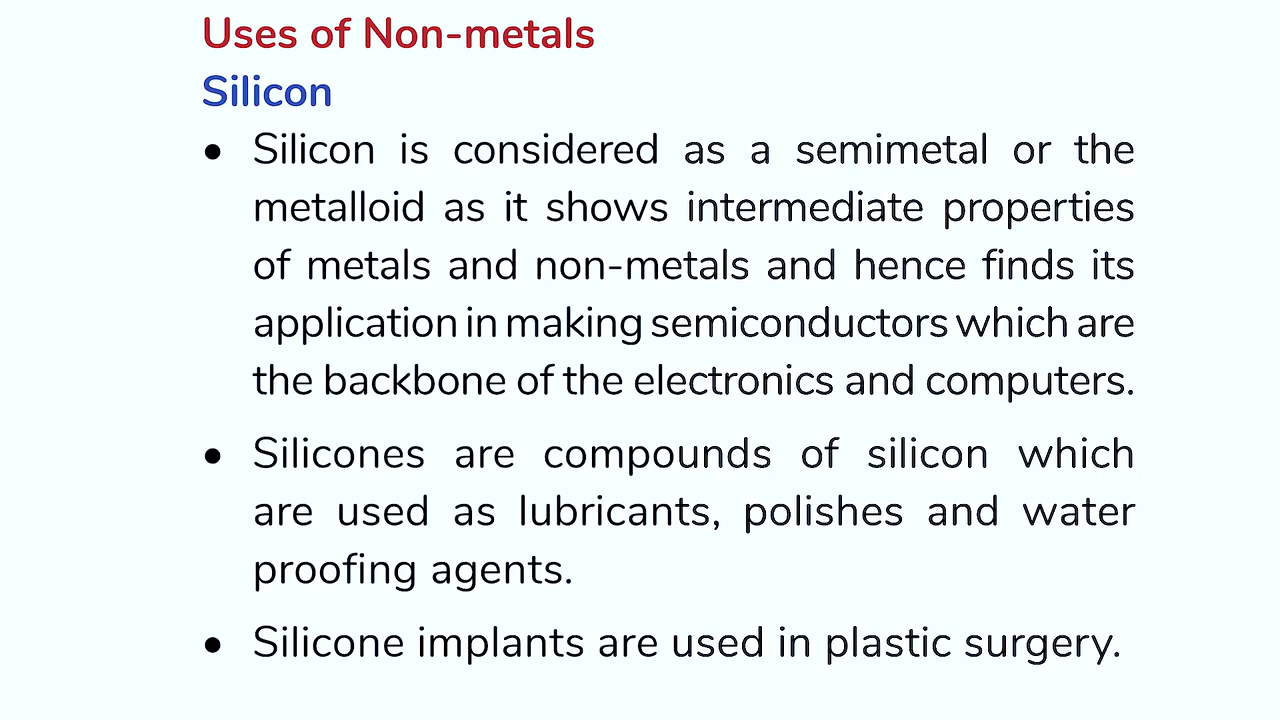 Uses of Non-metals
Silicon
• Silicon is considered as a semimetal or the
metalloid as it shows intermediate properties
of metals and non-metals and hence finds its
application in making semiconductors which are
the backbone of the electronics and computers.
• Silicones are compounds of silicon which
are used as lubricants, polishes and water
proofing agents.
• Silicone implants are used in plastic surgery.